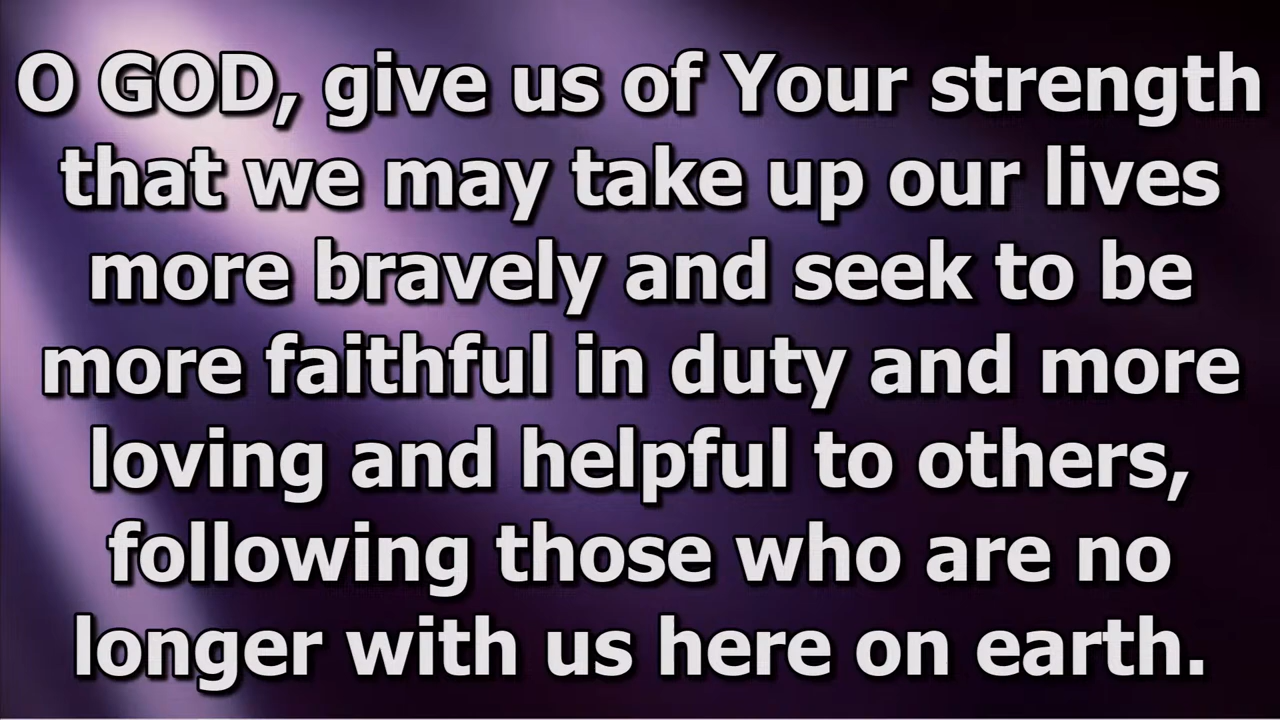 O GOD, give us of Your strength
that we may take up our lives
more bravely and seek to be
more faithful in duty and more
loving and helpful to others,
following those who are no
longer with us here on earth.